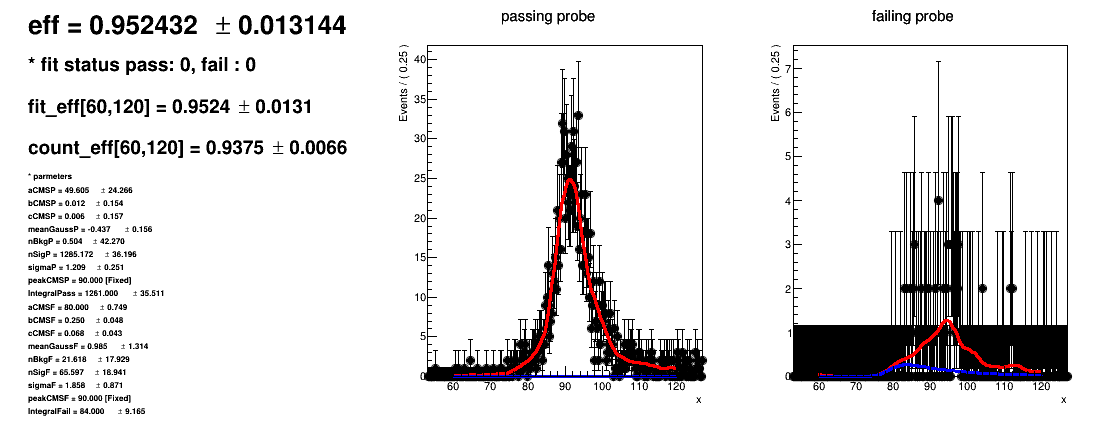 eff = 0.952432 ± 0.013144
* fit status pass: 0, fail : 0
fit_eff[60,120] = 0.9524 ± 0.0131
count_eff[60,120] = 0.9375 ± 0.0066
* parmeters
aCMSP = 49.605 ± 24.266
bCMSP = 0.012 ± 0.154
cCMSP = 0.006 ± 0.157
meanGaussP = -0.437 ± 0.156
nBkgP = 0.504 ± 42.270
nSigP = 1285.172 ± 36.196
sigmaP = 1.209 ± 0.251
peakCMSP = 90.000 [Fixed]
IntegralPass = 1261.000 ± 35.511
aCMSF = 80.000 ± 0.749
bCMSF = 0.250 ± 0.048
cCMSF = 0.068 ± 0.043
meanGaussF = 0.985 ± 1.314
nBkgF = 21.618 ± 17.929
nSigF = 65.597 ± 18.941
sigmaF = 1.858 ± 0.871
peakCMSF = 90.000 [Fixed]
IntegralFail = 84.000 ± 9.165
passing probe
Events / ( 0.25 )
40
35
30
25
20
15
10
5
0
60 70 80 90 100 110 120
x
failing probe
Events / ( 0.25 )
7
6
5
4
3
2
1
0
60 70 80 90 100 110 120
x